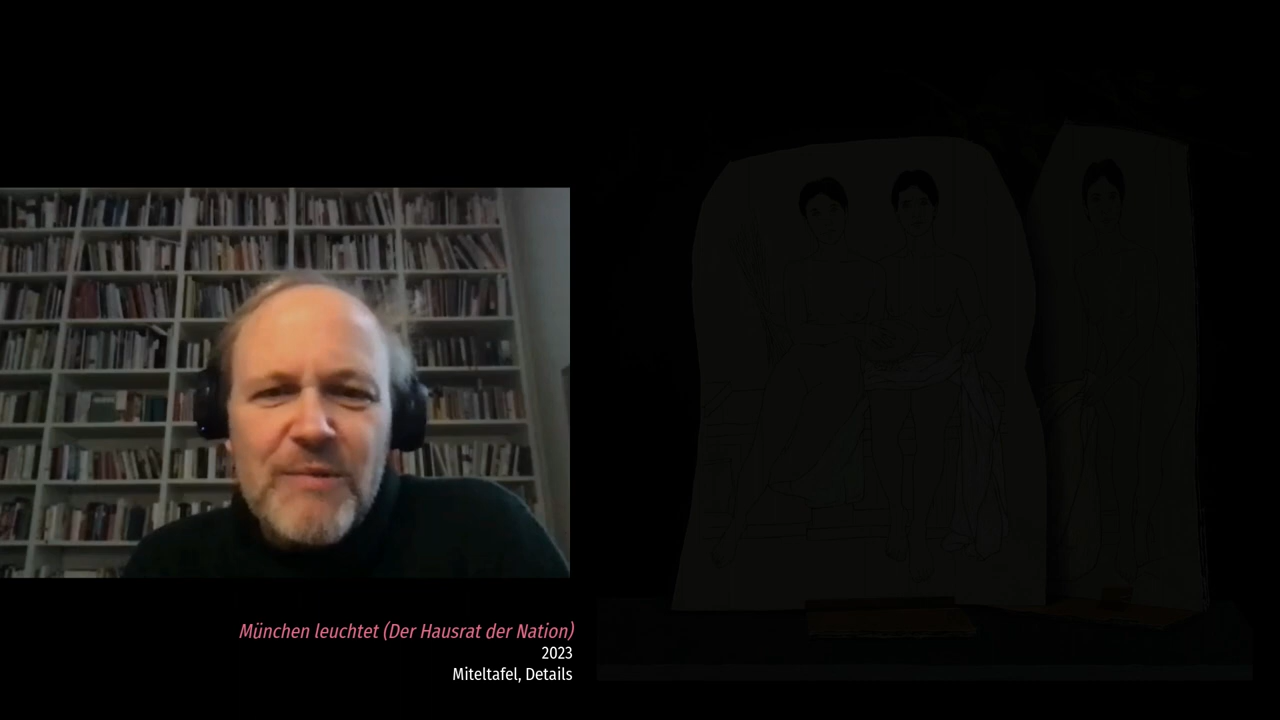 München leuchtet (Der Hausrat der Nation)
2023
Miteltafel, Details